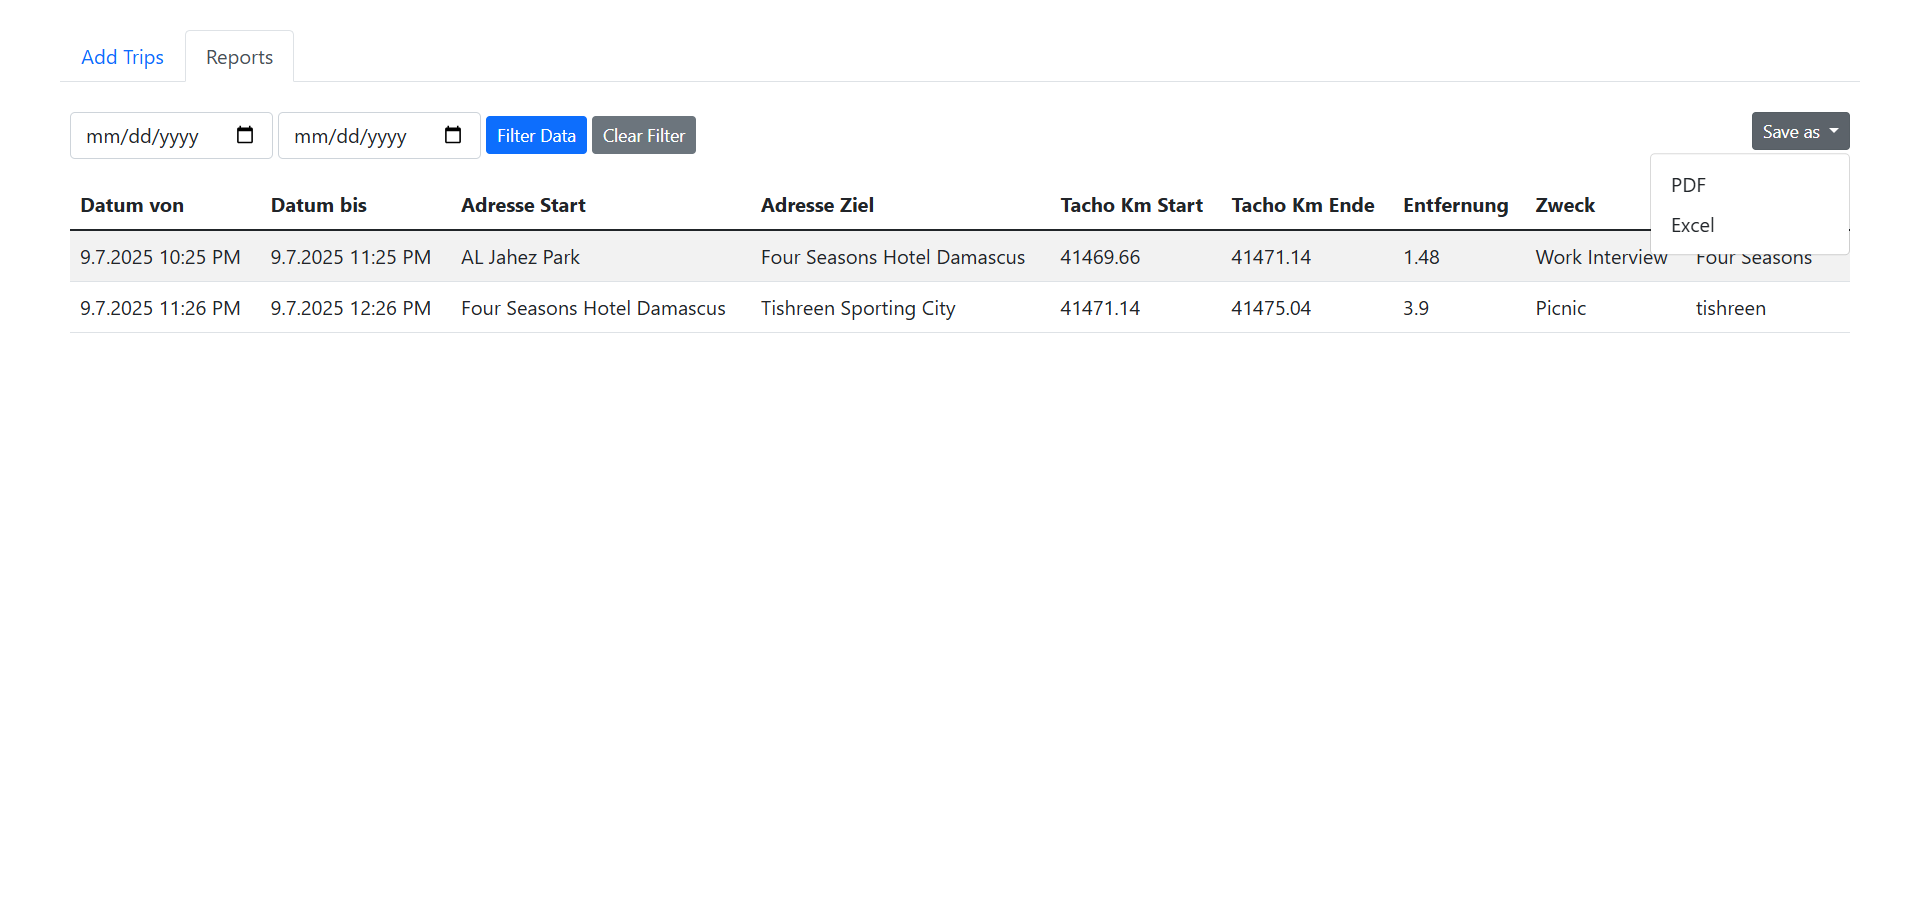 Add Trips Reports
mm/dd/yyyy mm/dd/yyyy Filter Data Clear Filter Save as
PDF
Excel
Datum von Datum bis Adresse Start Adresse Ziel Tacho Km Start Tacho Km Ende Entfernung Zweck
9.7.2025 10:25 PM 9.7.2025 11:25 PM AL Jahez Park Four Seasons Hotel Damascus 41469.66 41471.14 1.48 Work Interview Four Seasons
9.7.2025 11:26 PM 9.7.2025 12:26 PM Four Seasons Hotel Damascus Tishreen Sporting City 41471.14 41475.04 3.9 Picnic tishreen